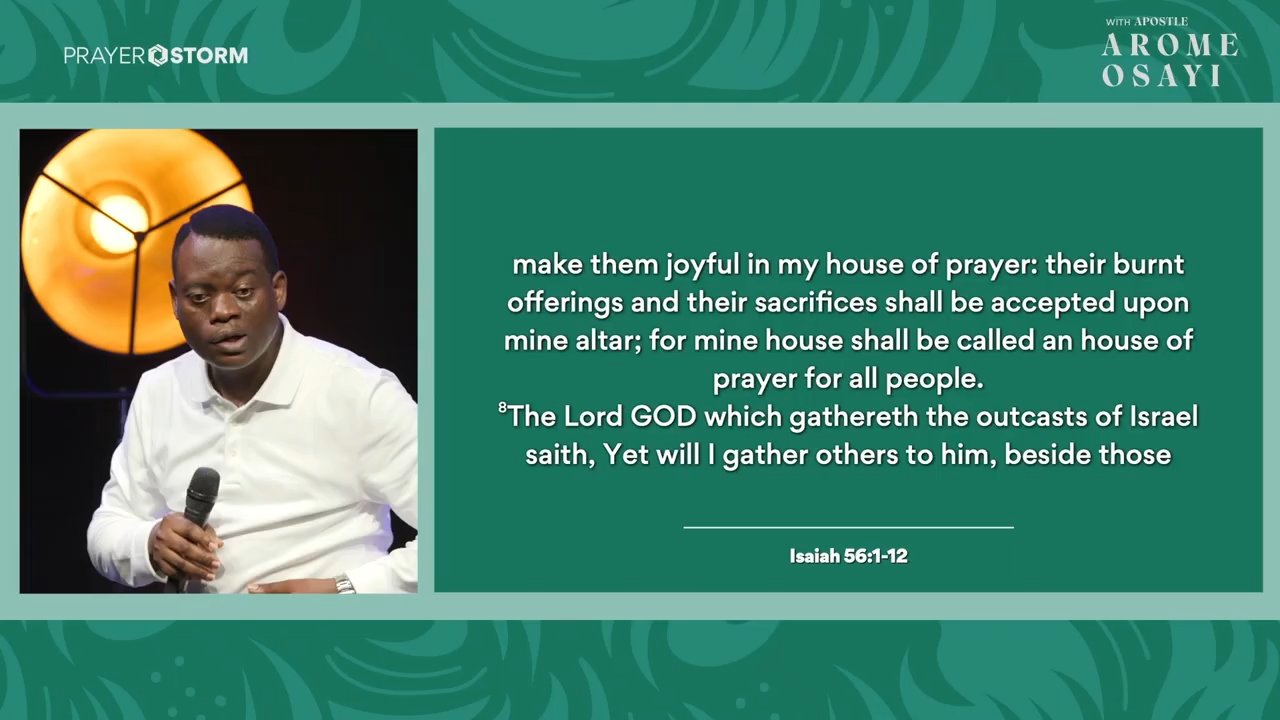 PRAYER STORM
WITH APOSTLE
AROME
OSAYI
make them joyful in my house of prayer: their burnt
offerings and their sacrifices shall be accepted upon
mine altar; for mine house shall be called an house of
prayer for all people.
⁸The Lord GOD which gathereth the outcasts of Israel
saith, Yet will I gather others to him, beside those
Isaiah 56:1-12